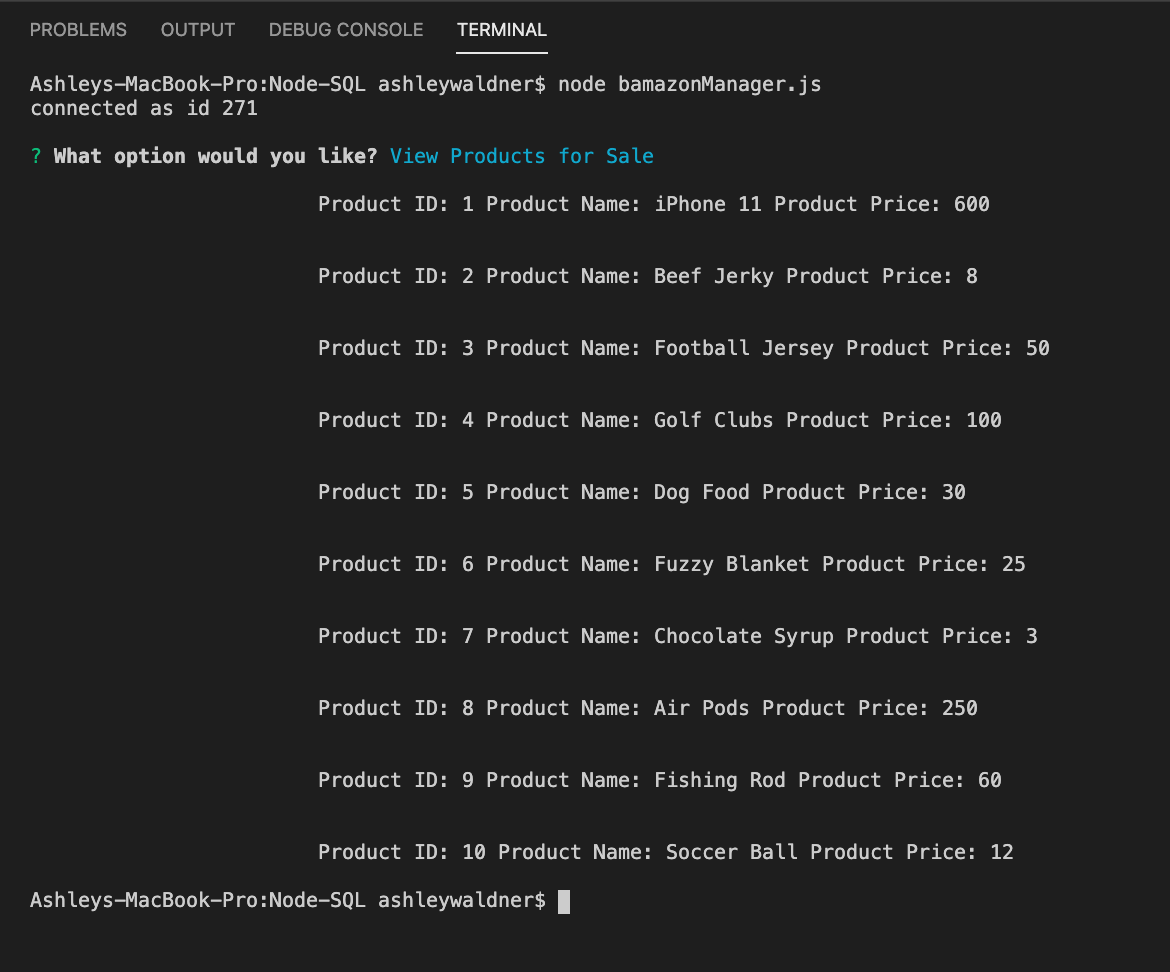 PROBLEMS OUTPUT DEBUG CONSOLE TERMINAL
Ashleys-MacBook-Pro:Node-SQL ashleywaldner$ node bamazonManager.js
connected as id 271
? What option would you like? View Products for Sale
Product ID: 1 Product Name: iPhone 11 Product Price: 600
Product ID: 2 Product Name: Beef Jerky Product Price: 8
Product ID: 3 Product Name: Football Jersey Product Price: 50
Product ID: 4 Product Name: Golf Clubs Product Price: 100
Product ID: 5 Product Name: Dog Food Product Price: 30
Product ID: 6 Product Name: Fuzzy Blanket Product Price: 25
Product ID: 7 Product Name: Chocolate Syrup Product Price: 3
Product ID: 8 Product Name: Air Pods Product Price: 250
Product ID: 9 Product Name: Fishing Rod Product Price: 60
Product ID: 10 Product Name: Soccer Ball Product Price: 12
Ashleys-MacBook-Pro:Node-SQL ashleywaldner$